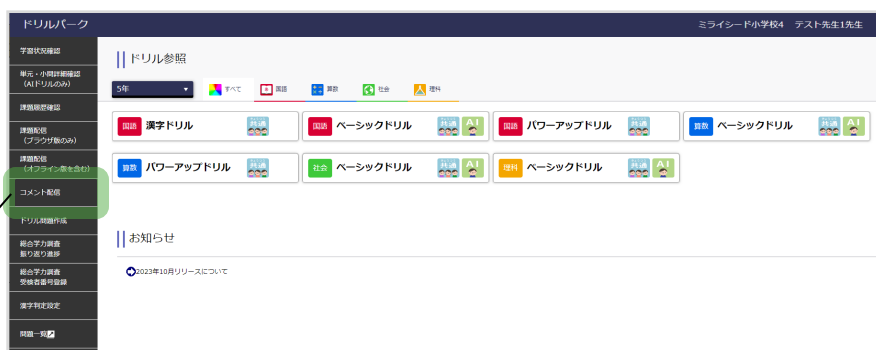 ドリルパーク
ミライシード小学校4 テスト先生1先生
学習状況確認
単元・小問詳細確認
(AIドリルのみ)
課題履歴確認
課題配信
(ブラウザ版のみ)
課題配信
(オフライン版を含む)
コメント配信
ドリル問題作成
総合学力調査
振り返り進捗
総合学力調査
受検者番号登録
漢字判定設定
問題一覧
ドリル参照
5年
すべて 国語 算数 社会 理科
国語 漢字ドリル 共通
国語 ベーシックドリル 共通 AI
国語 パワーアップドリル 共通
算数 ベーシックドリル 共通 AI
算数 パワーアップドリル 共通
社会 ベーシックドリル 共通 AI
理科 ベーシックドリル 共通 AI
お知らせ
2023年10月リリースについて